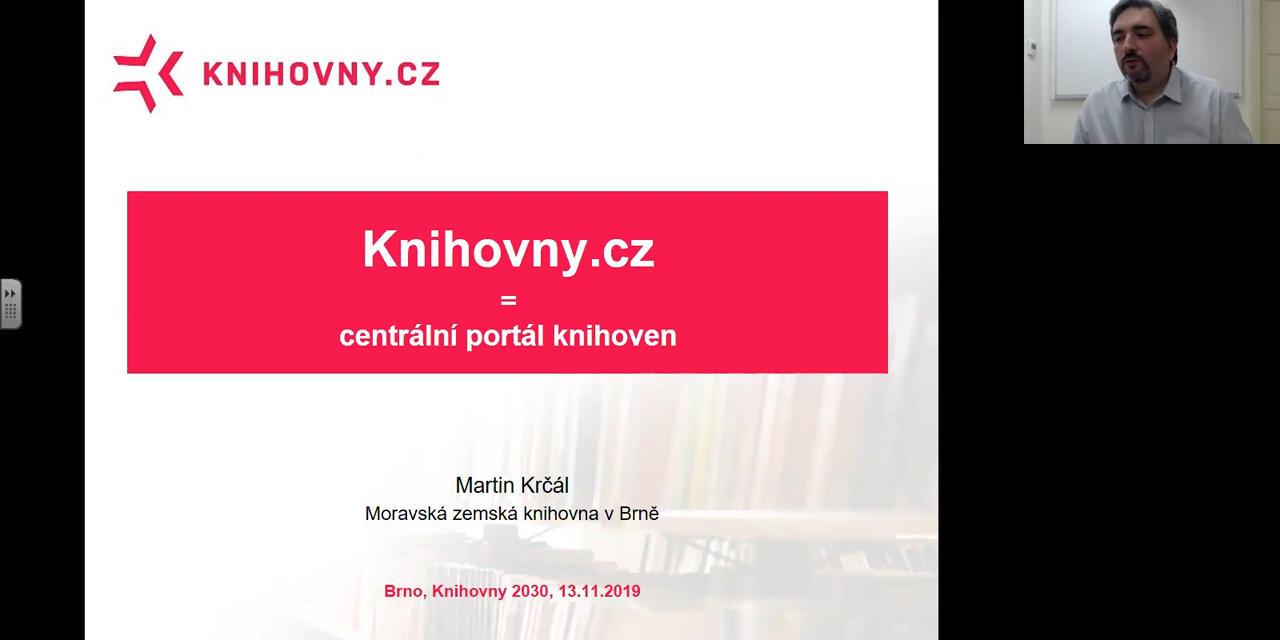 KNIHOVNY.CZ
Knihovny.cz
=
centrální portál knihoven
Martin Krčál
Moravská zemská knihovna v Brně
Brno, Knihovny 2030, 13.11.2019